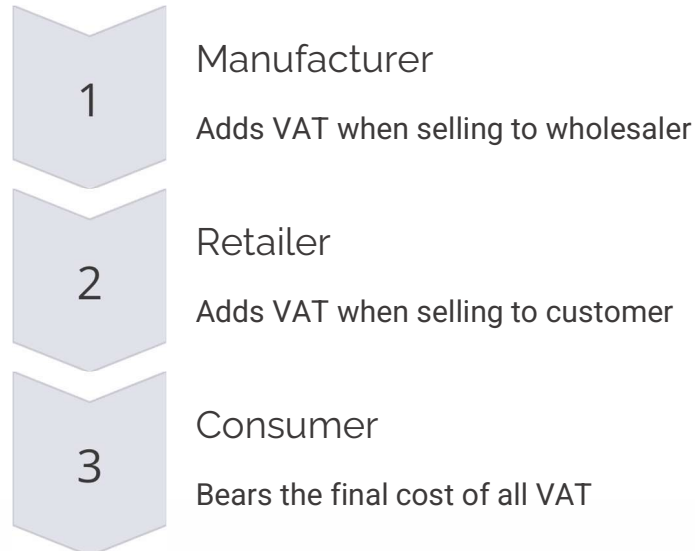 1
Manufacturer
Adds VAT when selling to wholesaler
2
Retailer
Adds VAT when selling to customer
3
Consumer
Bears the final cost of all VAT